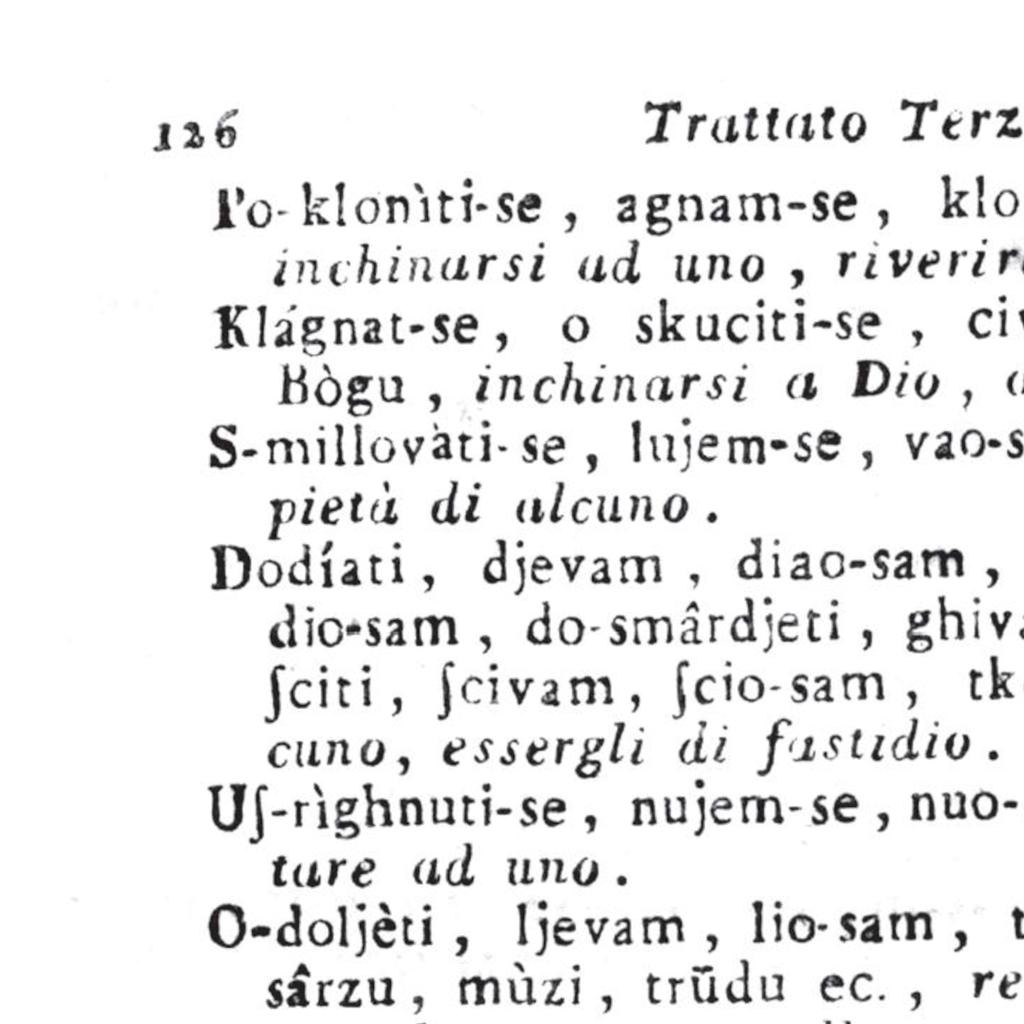 126 Trattato Terz
Po-klonìti-se, agnam-se, klo
inchinarsi ad uno, riverir
Klágnat-se, o skuciti-se, civ
Bògu, inchinarsi a Dio,
S-millovàti-se, lujem-se, vao-s
pietà di alcuno.
Dodíati, djevam, diao-sam,
dio-sam, do-smârdjeti, ghiva
ſciti, ſcivam, ſcio-sam, tk
cuno, essergli di fastidio.
Uſ-rìghnuti-se, nujem-se, nuo-
ture ad uno.
O-doljèti, ljevam, lio-sam, t
sârzu, mùzi, trűdu ec., re